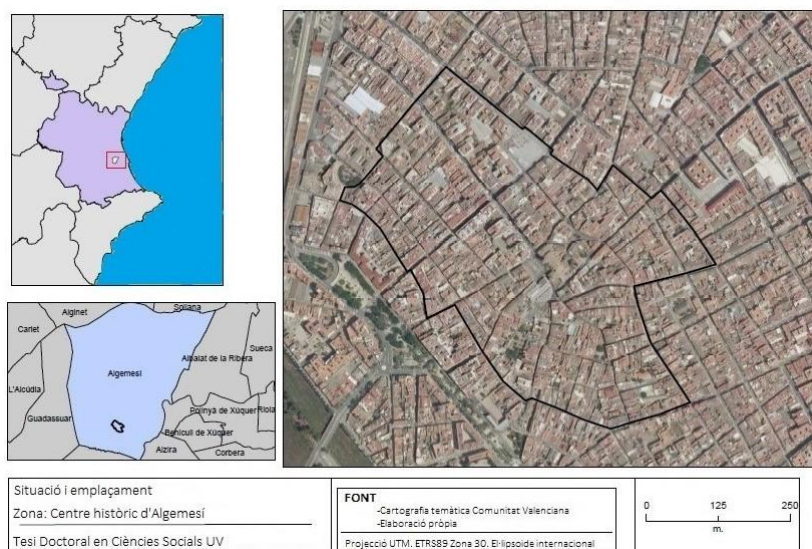 Alginet
Sollana
Carlet
Sueca
Albalat de la Ribera
Algemesí
L'Alcúdia
Guadassuar
Polinyà de Xúquer
Riola
Benicull de Xúquer
Alzira
Corbera
Situació i emplaçament
Zona: Centre històric d'Algemesí
Tesi Doctoral en Ciències Socials UV
FONT
-Cartografia temàtica Comunitat Valenciana
-Elaboració pròpia
Projecció UTM. ETRS89 Zona 30. El·lipsoide internacional
0 125 250
m.